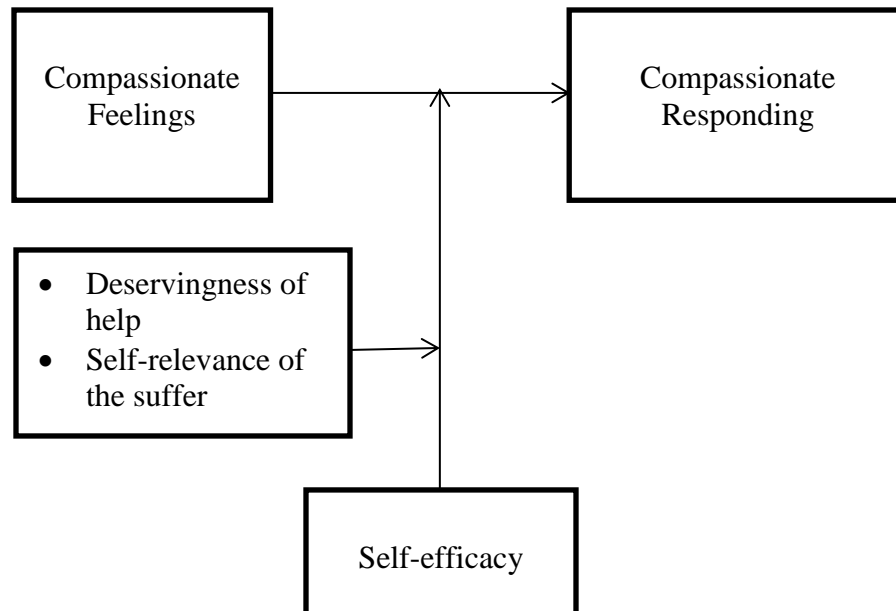 Compassionate
Feelings
Compassionate
Responding
• Deservingness of
help
• Self-relevance of
the suffer
Self-efficacy